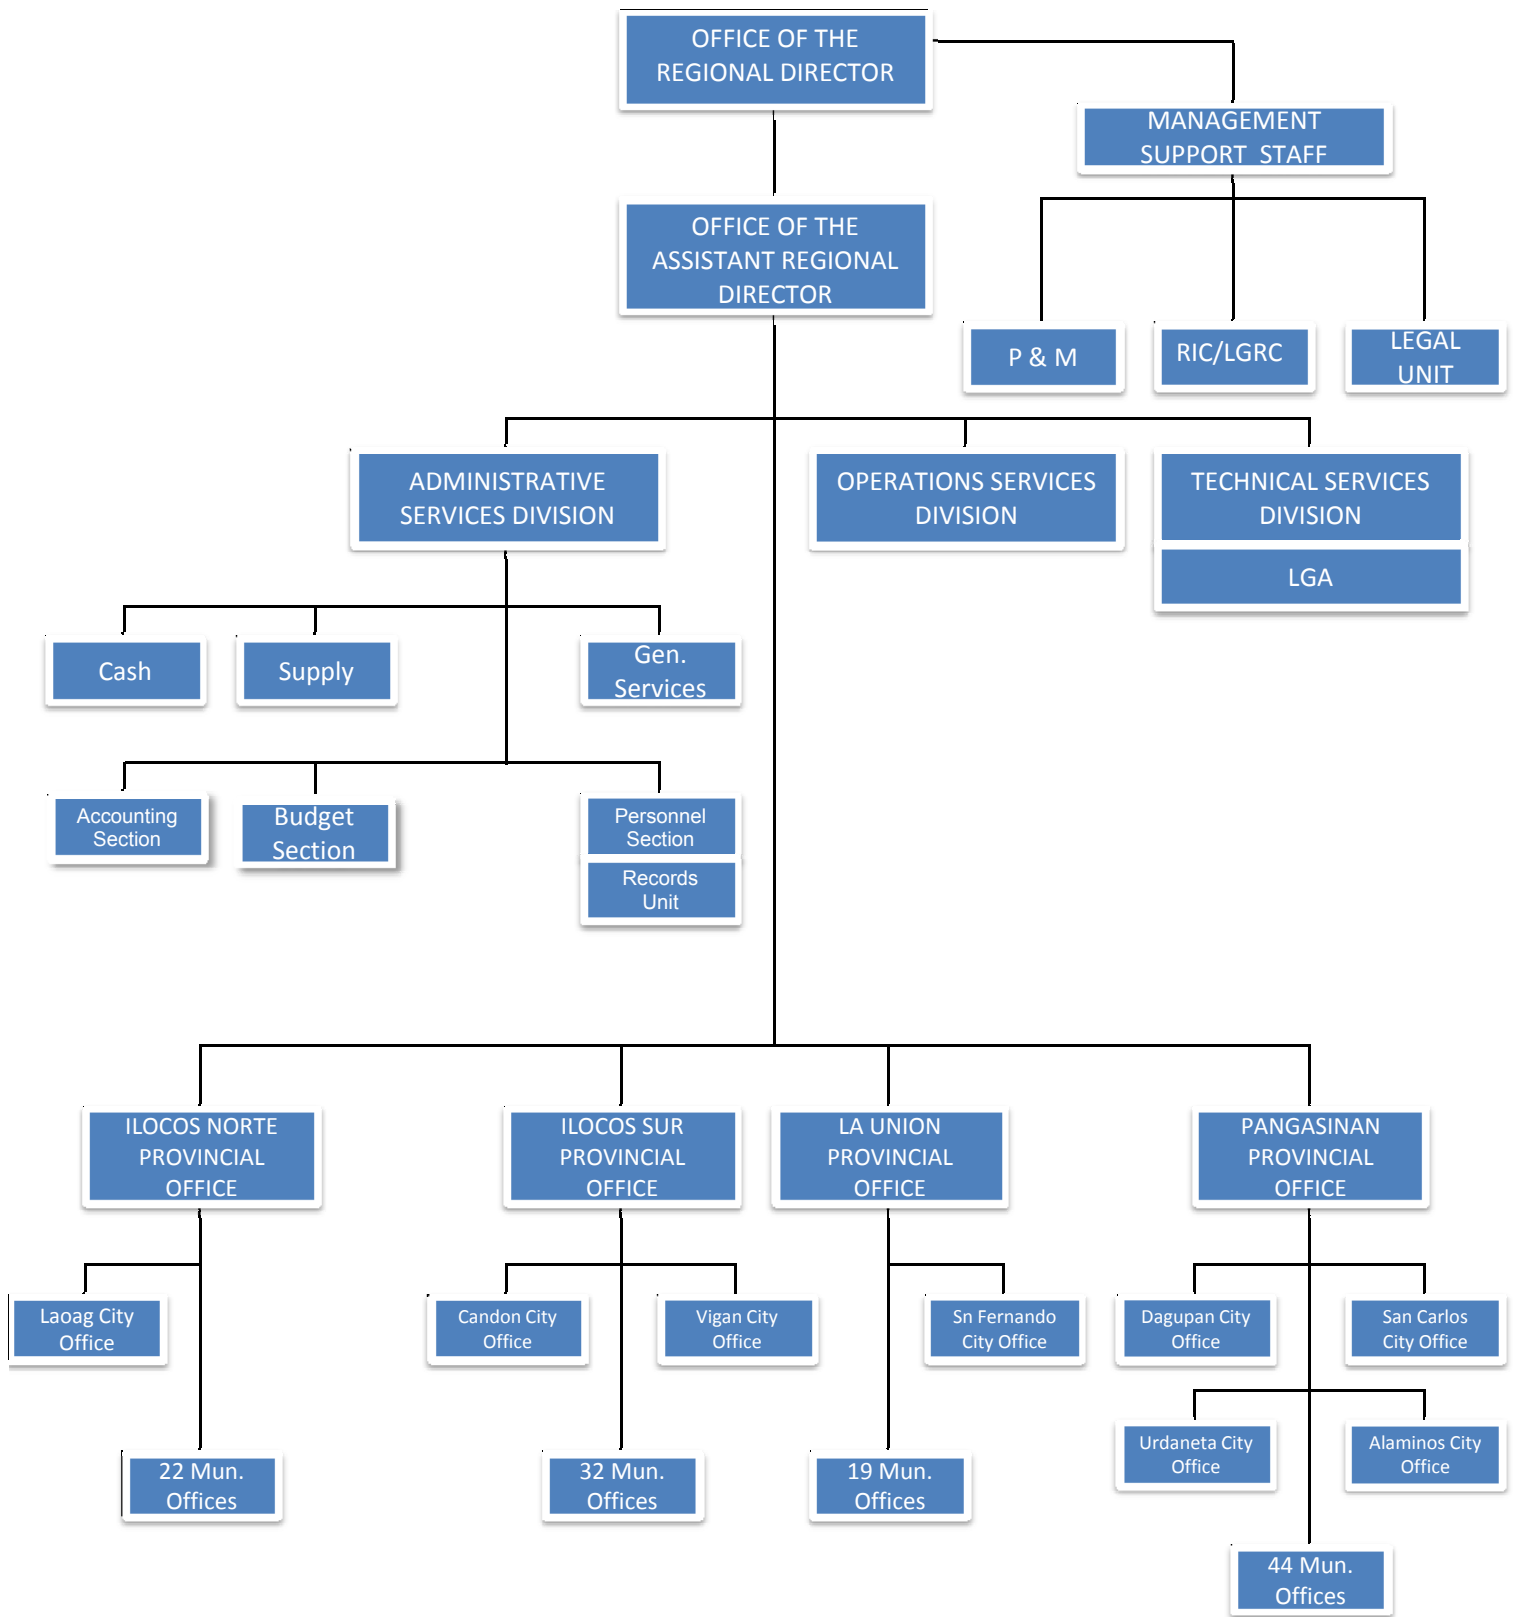 OFFICE OF THE
REGIONAL DIRECTOR
MANAGEMENT
SUPPORT STAFF
OFFICE OF THE
ASSISTANT REGIONAL
DIRECTOR
P & M
RIC/LGRC
LEGAL
UNIT
ADMINISTRATIVE
SERVICES DIVISION
OPERATIONS SERVICES
DIVISION
TECHNICAL SERVICES
DIVISION
LGA
Cash
Supply
Gen.
Services
Accounting
Section
Budget
Section
Personnel
Section
Records
Unit
ILOCOS NORTE
PROVINCIAL
OFFICE
ILOCOS SUR
PROVINCIAL
OFFICE
LA UNION
PROVINCIAL
OFFICE
PANGASINAN
PROVINCIAL
OFFICE
Laoag City
Office
Candon City
Office
Vigan City
Office
Sn Fernando
City Office
Dagupan City
Office
San Carlos
City Office
Urdaneta City
Office
Alaminos City
Office
22 Mun.
Offices
32 Mun.
Offices
19 Mun.
Offices
44 Mun.
Offices